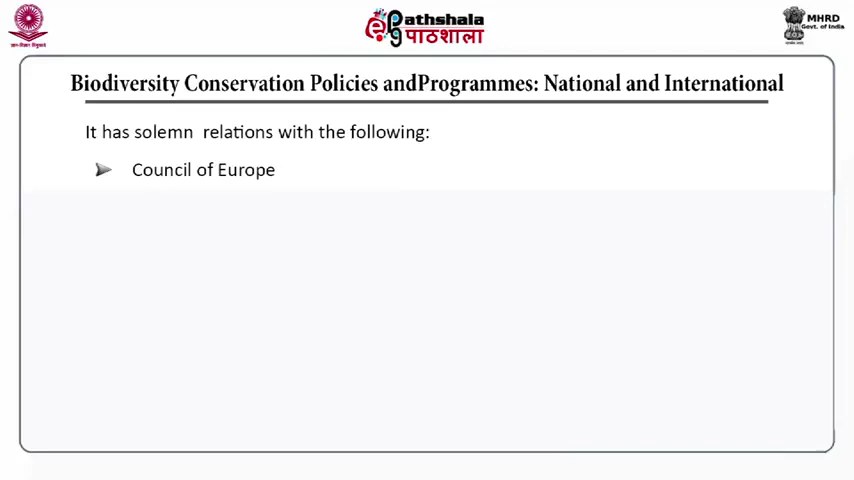 Pathshala
पाठशाला
MHRD
Govt. of India
Biodiversity Conservation Policies andProgrammes: National and International
It has solemn relations with the following:
Council of Europe